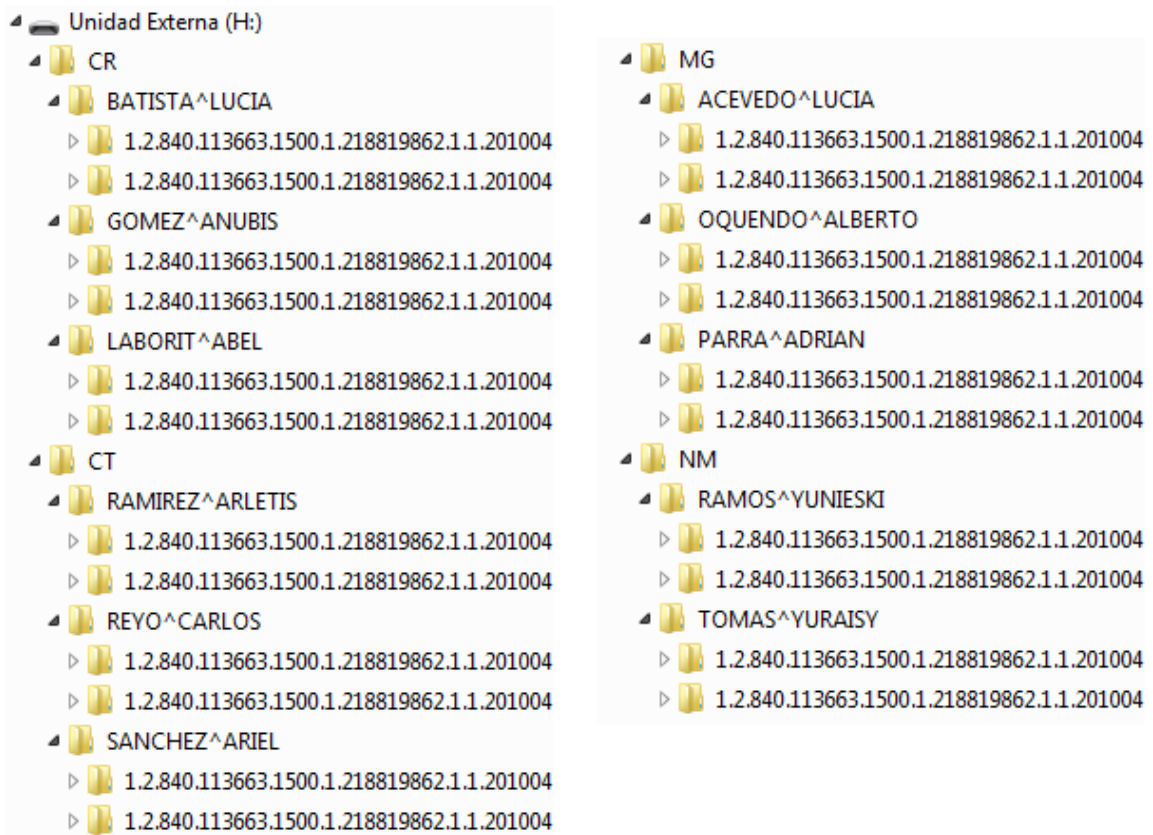 Unidad Externa (H:)
CR
BATISTA^LUCIA
1.2.840.113663.1500.1.218819862.1.1.201004
1.2.840.113663.1500.1.218819862.1.1.201004
GOMEZ^ANUBIS
1.2.840.113663.1500.1.218819862.1.1.201004
1.2.840.113663.1500.1.218819862.1.1.201004
LABORIT^ABEL
1.2.840.113663.1500.1.218819862.1.1.201004
1.2.840.113663.1500.1.218819862.1.1.201004
CT
RAMIREZ^ARLETIS
1.2.840.113663.1500.1.218819862.1.1.201004
1.2.840.113663.1500.1.218819862.1.1.201004
REYO^CARLOS
1.2.840.113663.1500.1.218819862.1.1.201004
1.2.840.113663.1500.1.218819862.1.1.201004
SANCHEZ^ARIEL
1.2.840.113663.1500.1.218819862.1.1.201004
1.2.840.113663.1500.1.218819862.1.1.201004
MG
ACEVEDO^LUCIA
1.2.840.113663.1500.1.218819862.1.1.201004
1.2.840.113663.1500.1.218819862.1.1.201004
OQUENDO^ALBERTO
1.2.840.113663.1500.1.218819862.1.1.201004
1.2.840.113663.1500.1.218819862.1.1.201004
PARRA^ADRIAN
1.2.840.113663.1500.1.218819862.1.1.201004
1.2.840.113663.1500.1.218819862.1.1.201004
NM
RAMOS^YUNIESKI
1.2.840.113663.1500.1.218819862.1.1.201004
1.2.840.113663.1500.1.218819862.1.1.201004
TOMAS^YURAISY
1.2.840.113663.1500.1.218819862.1.1.201004
1.2.840.113663.1500.1.218819862.1.1.201004